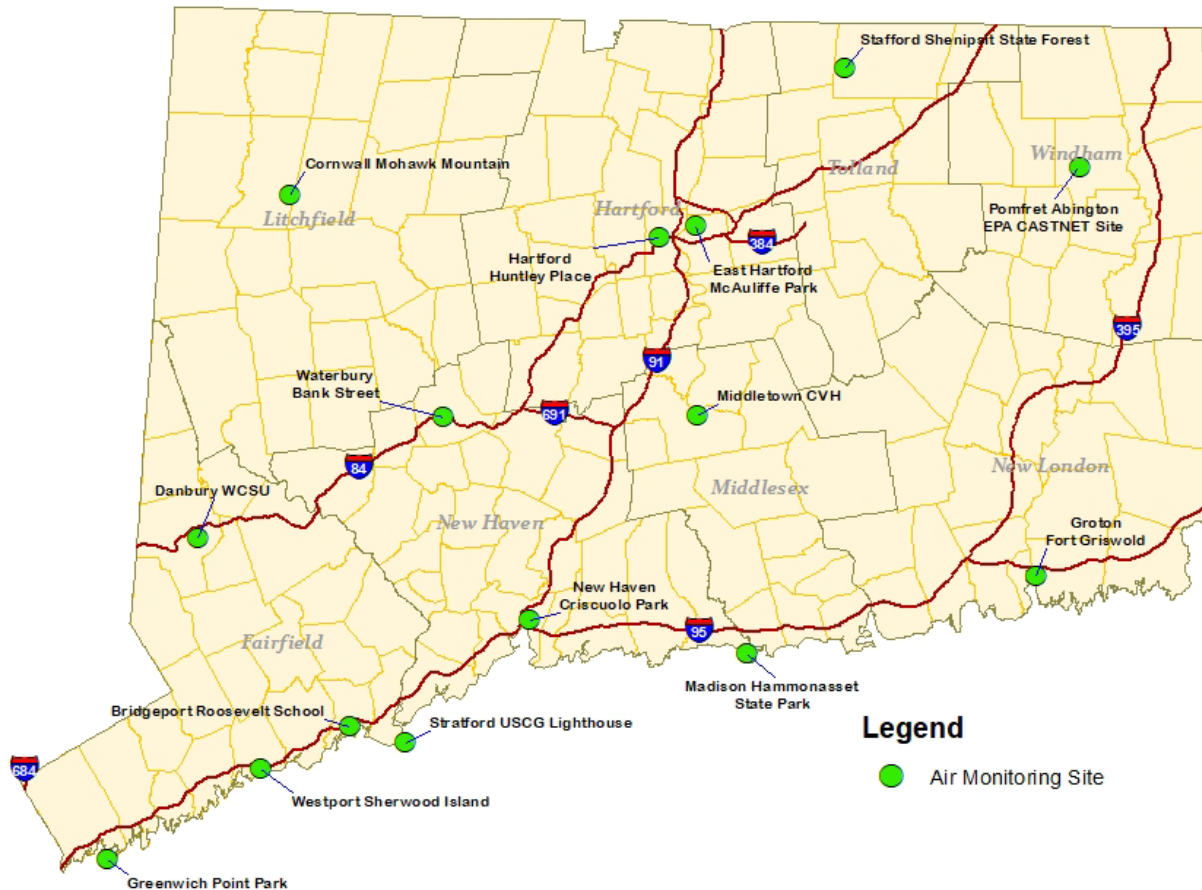 Stafford Shenipsit State Forest
Cornwall Mohawk Mountain
Litchfield
Hartford
Tolland
Windham
Pomfret Abington
EPA CASTNET Site
Hartford
Huntley Place
384
East Hartford
McAuliffe Park
395
91
Waterbury
Bank Street
691
Middletown CVH
84
New London
Danbury WCSU
Middlesex
New Haven
Groton
Fort Griswold
New Haven
Criscuolo Park
95
Fairfield
Madison Hammonasset
State Park
Bridgeport Roosevelt School
Stratford USCG Lighthouse
Legend
684
Air Monitoring Site
Westport Sherwood Island
Greenwich Point Park